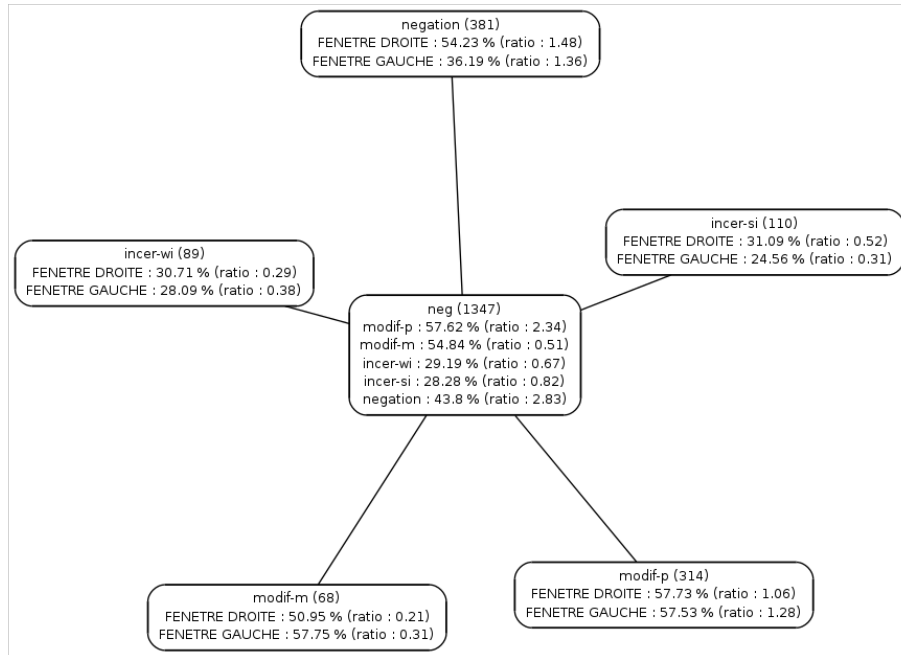 negation (381)
FENETRE DROITE : 54.23 % (ratio : 1.48)
FENETRE GAUCHE : 36.19 % (ratio : 1.36)
incer-si (110)
FENETRE DROITE : 31.09 % (ratio : 0.52)
FENETRE GAUCHE : 24.56 % (ratio : 0.31)
incer-wi (89)
FENETRE DROITE : 30.71 % (ratio : 0.29)
FENETRE GAUCHE : 28.09 % (ratio : 0.38)
neg (1347)
modif-p : 57.62 % (ratio : 2.34)
modif-m : 54.84 % (ratio : 0.51)
incer-wi : 29.19 % (ratio : 0.67)
incer-si : 28.28 % (ratio : 0.82)
negation : 43.8 % (ratio : 2.83)
modif-p (314)
FENETRE DROITE : 57.73 % (ratio : 1.06)
FENETRE GAUCHE : 57.53 % (ratio : 1.28)
modif-m (68)
FENETRE DROITE : 50.95 % (ratio : 0.21)
FENETRE GAUCHE : 57.75 % (ratio : 0.31)